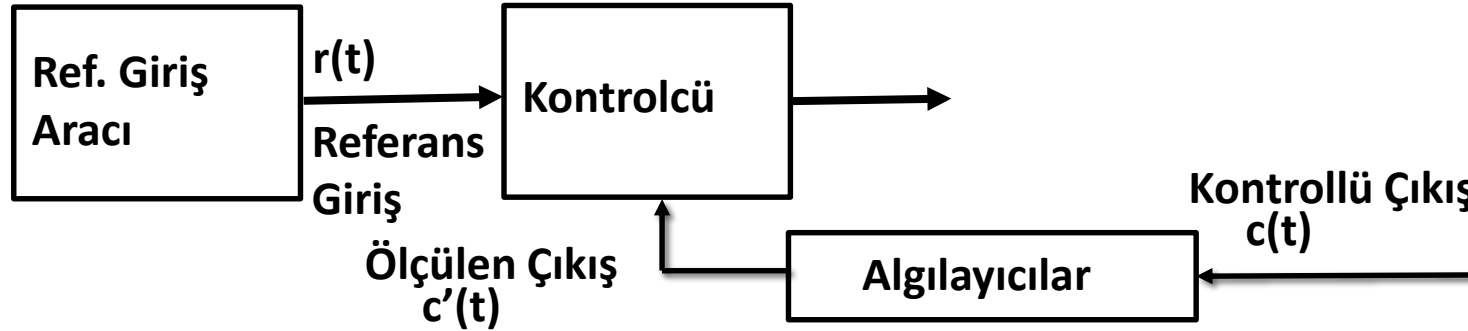 Ref. Giriş
Aracı
r(t)
Referans
Giriş
Kontrolcü
Kontrollü Çıkış
c(t)
Ölçülen Çıkış
c’(t)
Algılayıcılar